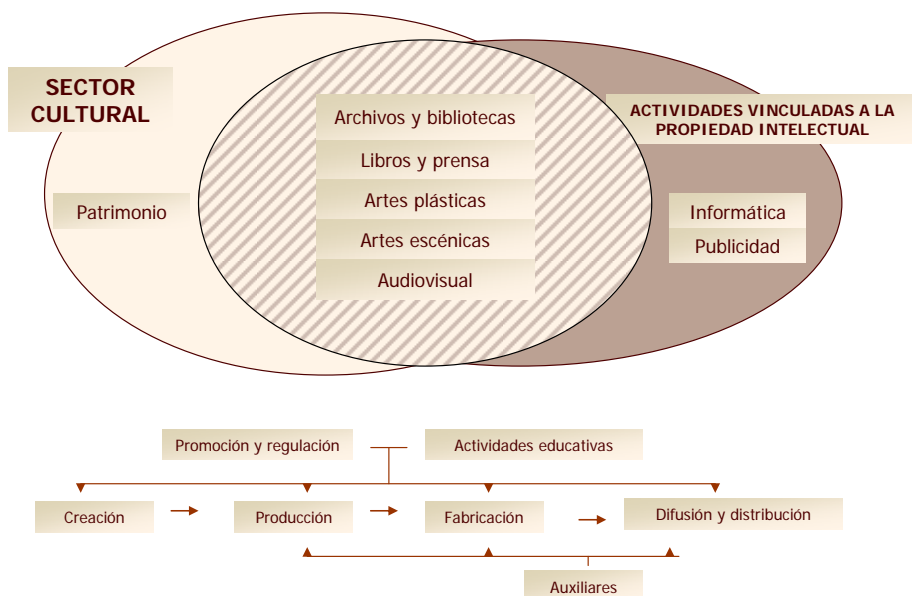 SECTOR
CULTURAL
ACTIVIDADES VINCULADAS A LA
PROPIEDAD INTELECTUAL
Archivos y bibliotecas
Libros y prensa
Artes plásticas
Artes escénicas
Audiovisual
Patrimonio
Informática
Publicidad
Promoción y regulación
Actividades educativas
Creación
Producción
Fabricación
Difusión y distribución
Auxiliares